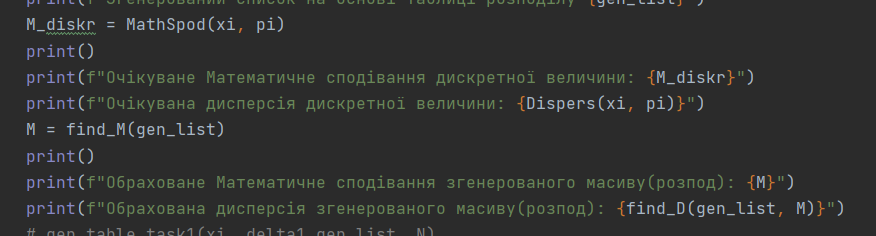 print(f"Згенерований список на основі таблиці розподілу {gen_list}")
M_diskr = MathSpod(xi, pi)
print()
print(f"Очікуване Математичне сподівання дискретної величини: {M_diskr}")
print(f"Очікувана дисперсія дискретної величини: {Dispers(xi, pi)}")
M = find_M(gen_list)
print()
print(f"Обраховане Математичне сподівання згенерованого масиву(розпод): {M}")
print(f"Обрахована дисперсія згенерованого масиву(розпод): {find_D(gen_list, M)}")
# gen_table_task1(xi, delta1, gen_list, N)